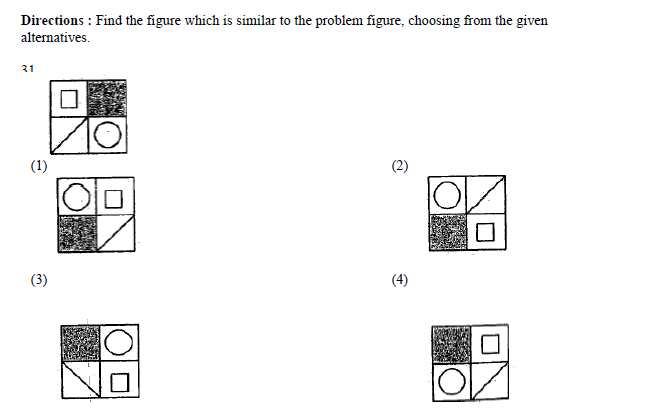 Directions : Find the figure which is similar to the problem figure, choosing from the given
alternatives.
31
(1)
(2)
(3)
(4)